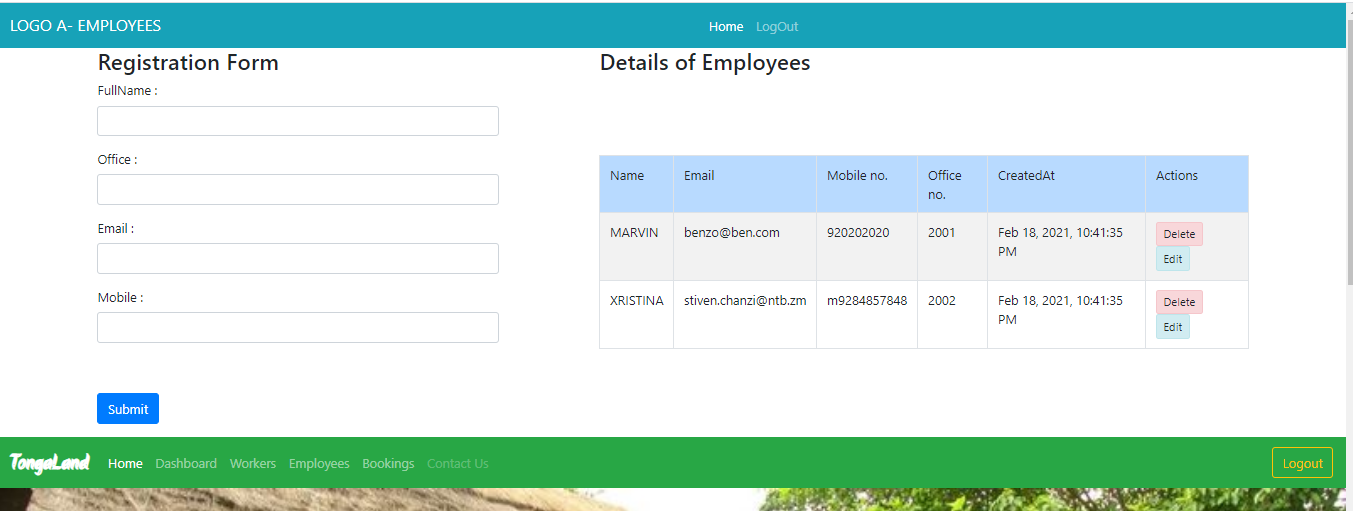 LOGO A- EMPLOYEES Home LogOut
Registration Form
FullName :
Office :
Email :
Mobile :
Submit
Details of Employees
Name Email Mobile no. Office no. CreatedAt Actions
MARVIN benzo@ben.com 920202020 2001 Feb 18, 2021, 10:41:35 PM Delete Edit
XRISTINA stiven.chanzi@ntb.zm m9284857848 2002 Feb 18, 2021, 10:41:35 PM Delete Edit
TongaLand Home Dashboard Workers Employees Bookings Contact Us Logout